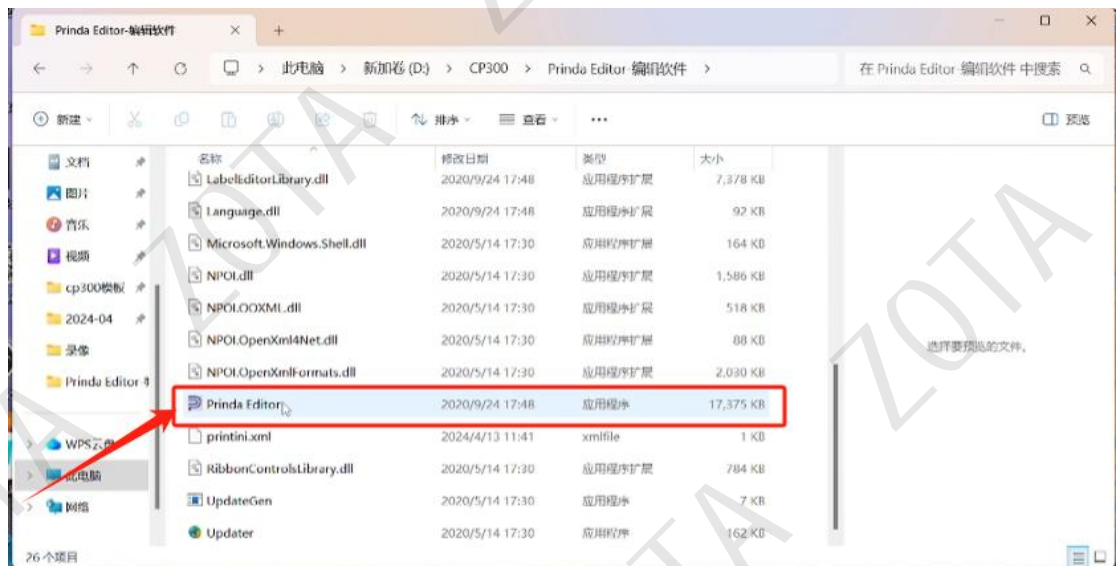 Prinda Editor-编辑软件
此电脑 > 新加卷 (D:) > CP300 > Prinda Editor-编辑软件 >
在 Prinda Editor-编辑软件 中搜索
新建 排序 查看 ... 预览
名称 修改日期 类型 大小
文档
图片
音乐
视频
cp300模板
2024-04
录像
Prinda Editor
WPS云盘
此电脑
网络
LabelEditorLibrary.dll 2020/9/24 17:48 应用程序扩展 7,378 KB
Language.dll 2020/9/24 17:48 应用程序扩展 92 KB
Microsoft.Windows.Shell.dll 2020/5/14 17:30 应用程序扩展 164 KB
NPOI.dll 2020/5/14 17:30 应用程序扩展 1,586 KB
NPOI.OOXML.dll 2020/5/14 17:30 应用程序扩展 518 KB
NPOI.OpenXml4Net.dll 2020/5/14 17:30 应用程序扩展 88 KB
NPOI.OpenXmlFormats.dll 2020/5/14 17:30 应用程序扩展 2,030 KB
Prinda Editor 2020/9/24 17:48 应用程序 17,375 KB
printini.xml 2024/4/13 11:41 xmlfile 1 KB
RibbonControlsLibrary.dll 2020/5/14 17:30 应用程序扩展 784 KB
UpdateGen 2020/5/14 17:30 应用程序 7 KB
Updater 2020/5/14 17:30 应用程序 162 KB
选择要预览的文件。
26 个项目
ZOTA
ZOTA
ZOTA